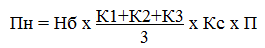 Пн = Нб х К1+К2+К3/3 х Кс х П